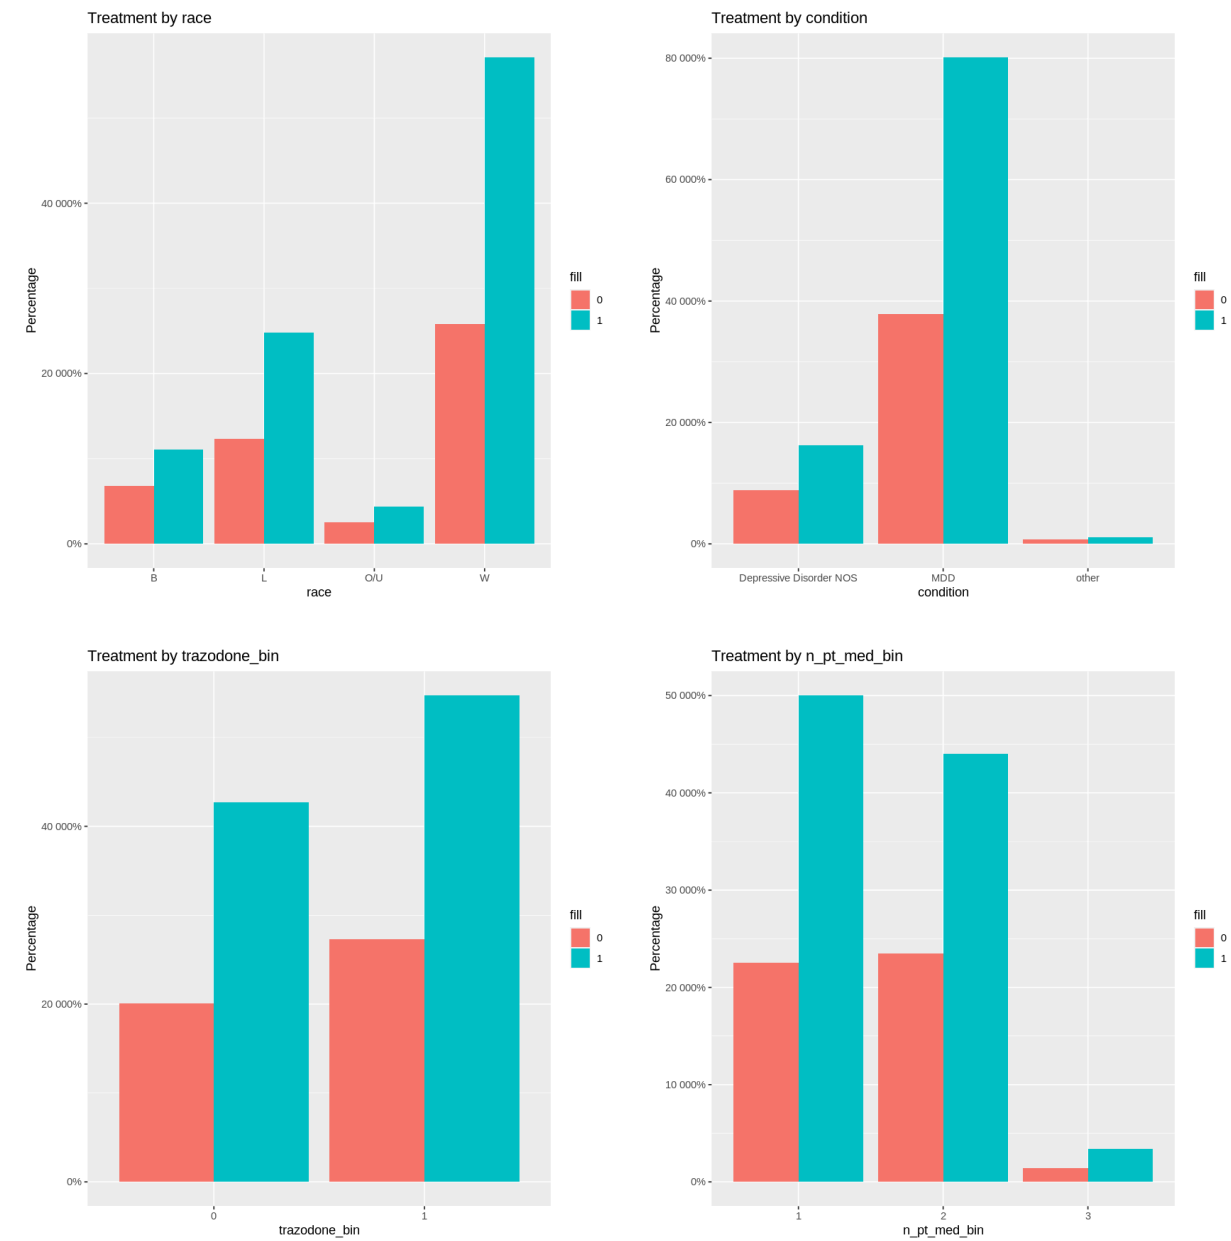 Treatment by race
Percentage
40 000%
20 000%
0%
B L O/U W
race
fill
0
1
Treatment by condition
Percentage
80 000%
60 000%
40 000%
20 000%
0%
Depressive Disorder NOS MDD other
condition
fill
0
1
Treatment by trazodone_bin
Percentage
40 000%
20 000%
0%
0 1
trazodone_bin
fill
0
1
Treatment by n_pt_med_bin
Percentage
50 000%
40 000%
30 000%
20 000%
10 000%
0%
1 2 3
n_pt_med_bin
fill
0
1